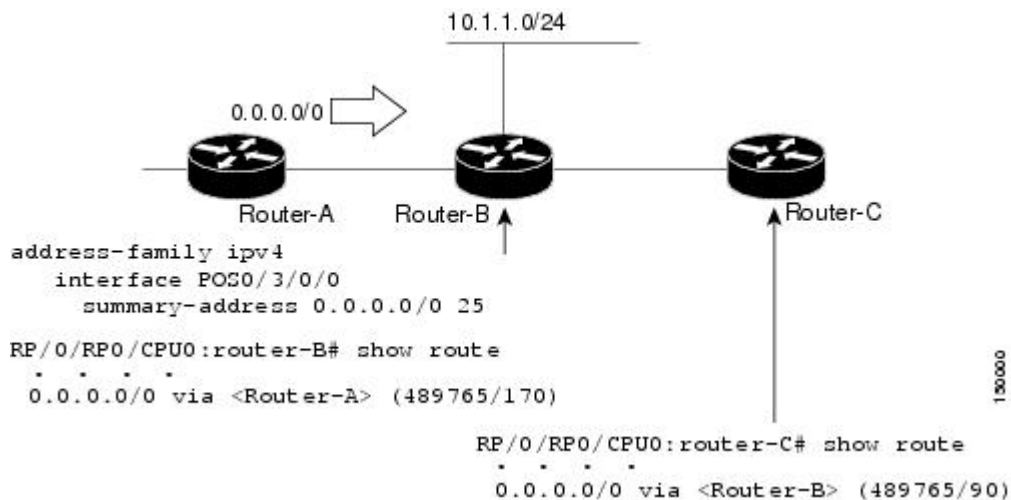 10.1.1.0/24
0.0.0.0/0
Router-A
Router-B
Router-C
address-family ipv4
interface POS0/3/0/0
summary-address 0.0.0.0/0 25
RP/0/RP0/CPU0:router-B# show route
. . . .
0.0.0.0/0 via <Router-A> (489765/170)
RP/0/RP0/CPU0:router-C# show route
. . . .
0.0.0.0/0 via <Router-B> (489765/90)